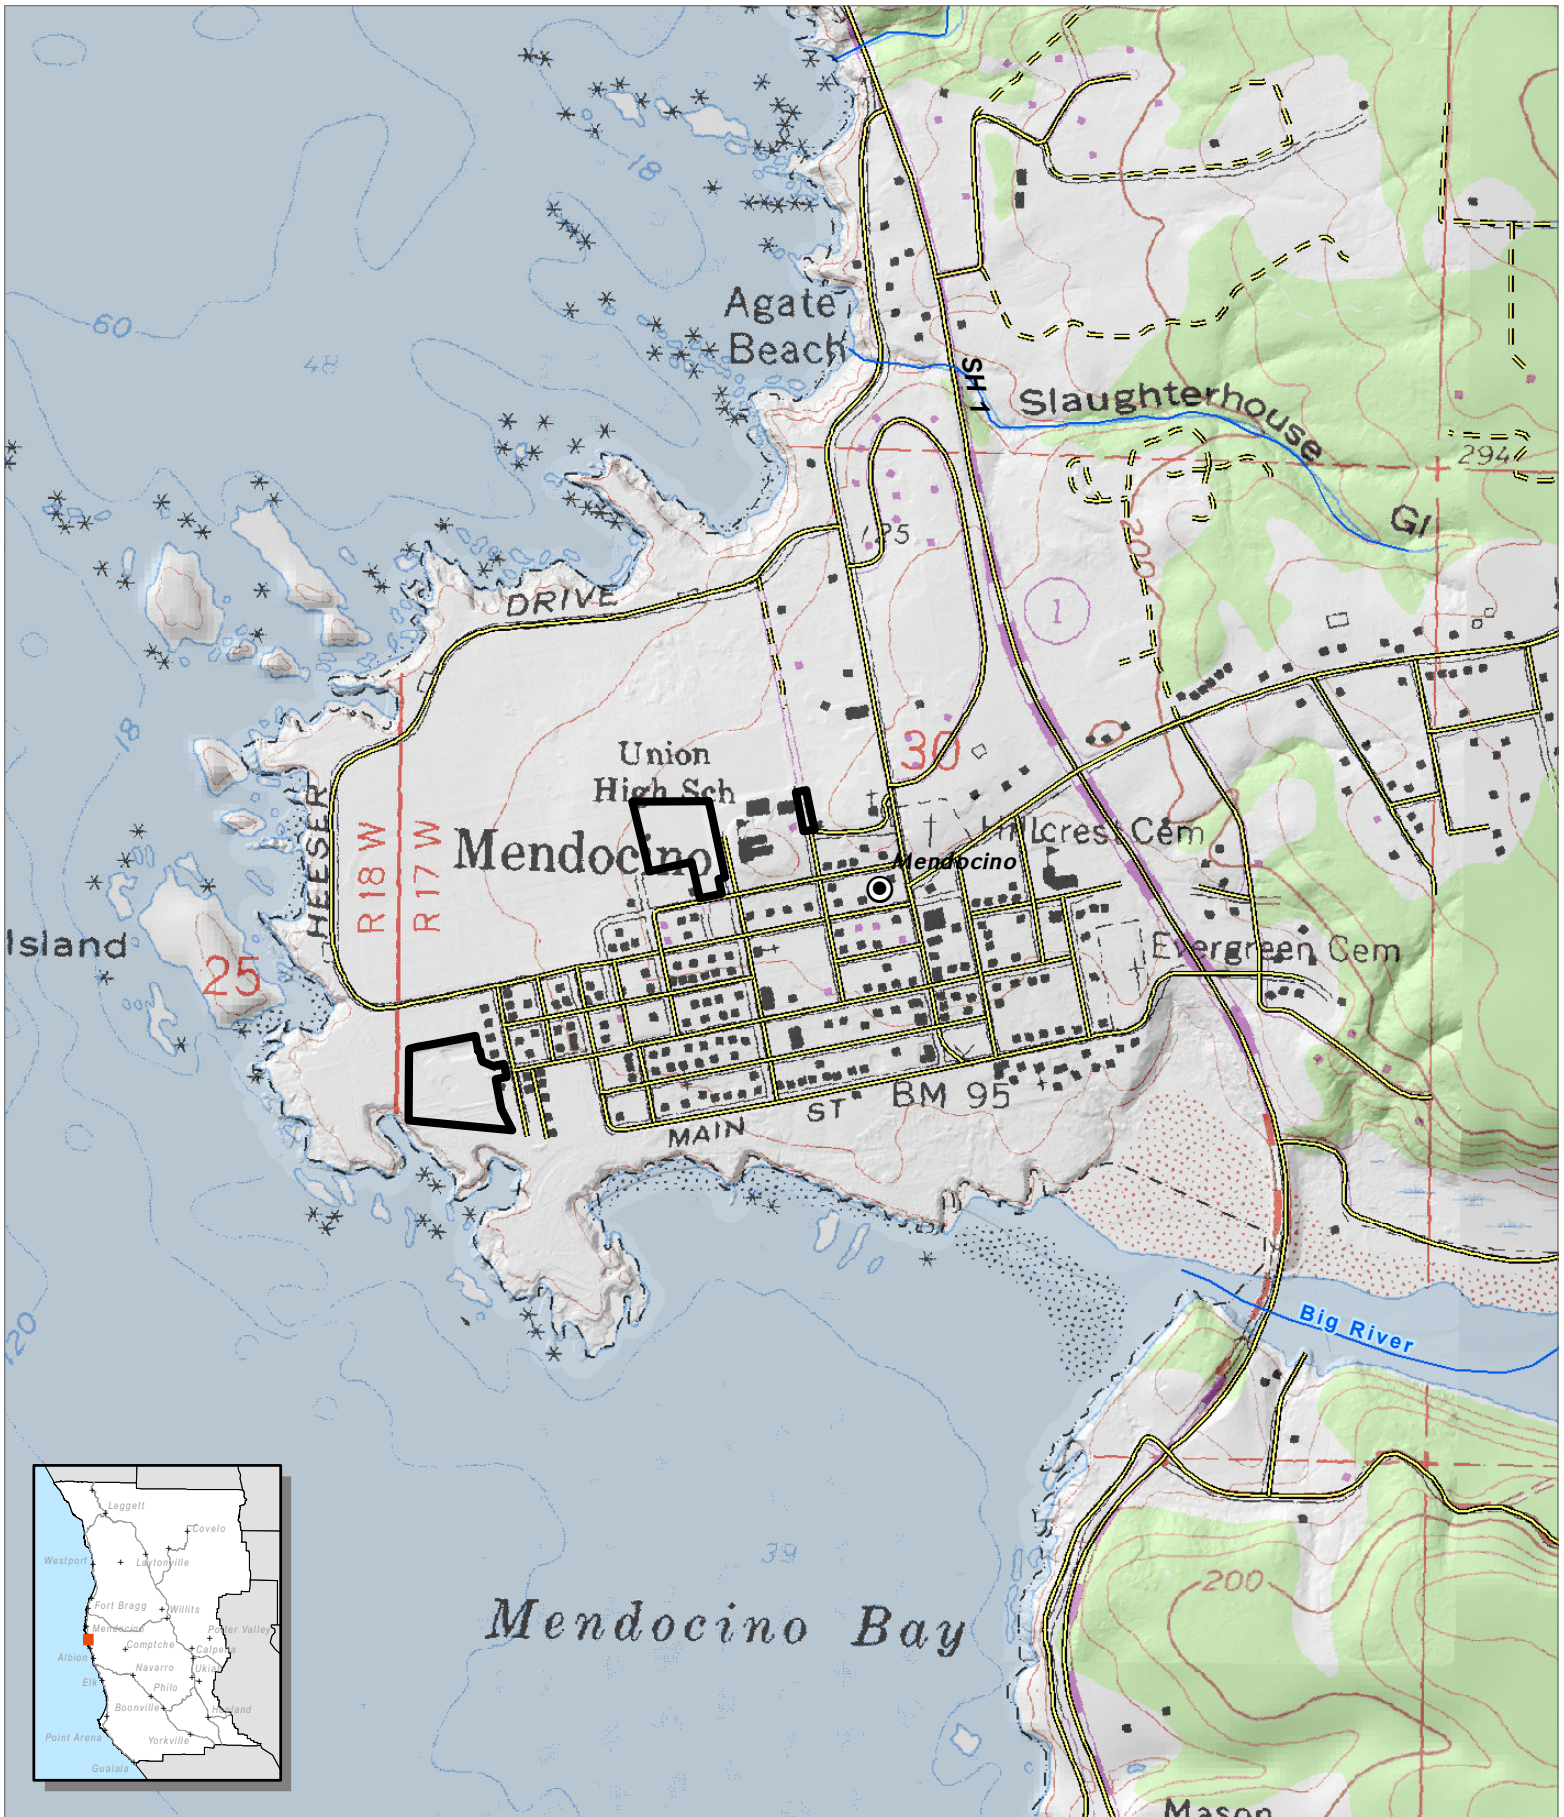 18
Agate
Beach
60
48
SH 1
Slaughterhouse
Gl
294
200
DRIVE
1
18
Union
High Sch
30
Mendocino
Hillcrest Cem
Mendocino
HEESER
R 18 W
R 17 W
Island
25
Evergreen Cem
BM 95
MAIN
ST
Big River
39
200
Mendocino Bay
Mason
Leggett
Covelo
Westport
Laytonville
Fort Bragg
Willits
Mendocino
Potter Valley
Comptche
Calpella
Albion
Navarro
Ukiah
Elk
Philo
Boonville
Hopland
Point Arena
Yorkville
Gualala